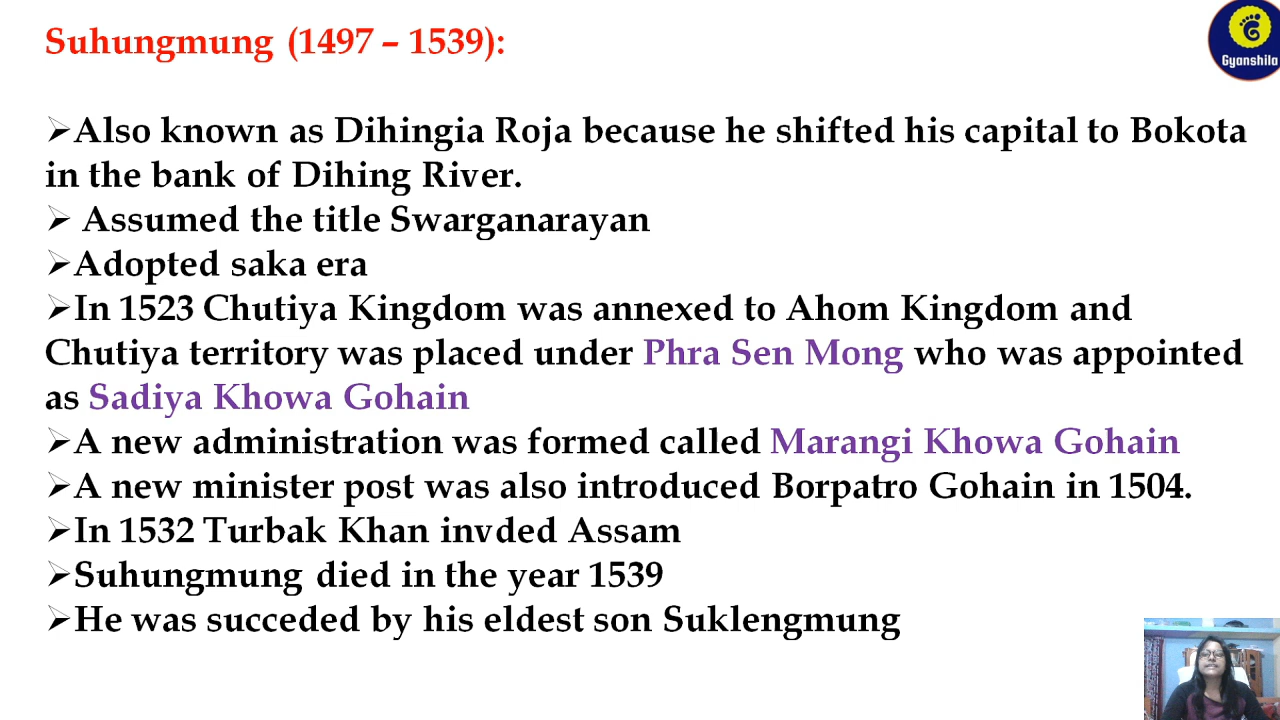 Suhungmung (1497 – 1539):
Gyanshila
➢Also known as Dihingia Roja because he shifted his capital to Bokota
in the bank of Dihing River.
➢ Assumed the title Swarganarayan
➢Adopted saka era
➢In 1523 Chutiya Kingdom was annexed to Ahom Kingdom and
Chutiya territory was placed under Phra Sen Mong who was appointed
as Sadiya Khowa Gohain
➢A new administration was formed called Marangi Khowa Gohain
➢A new minister post was also introduced Borpatro Gohain in 1504.
➢In 1532 Turbak Khan invded Assam
➢Suhungmung died in the year 1539
➢He was succeded by his eldest son Suklengmung